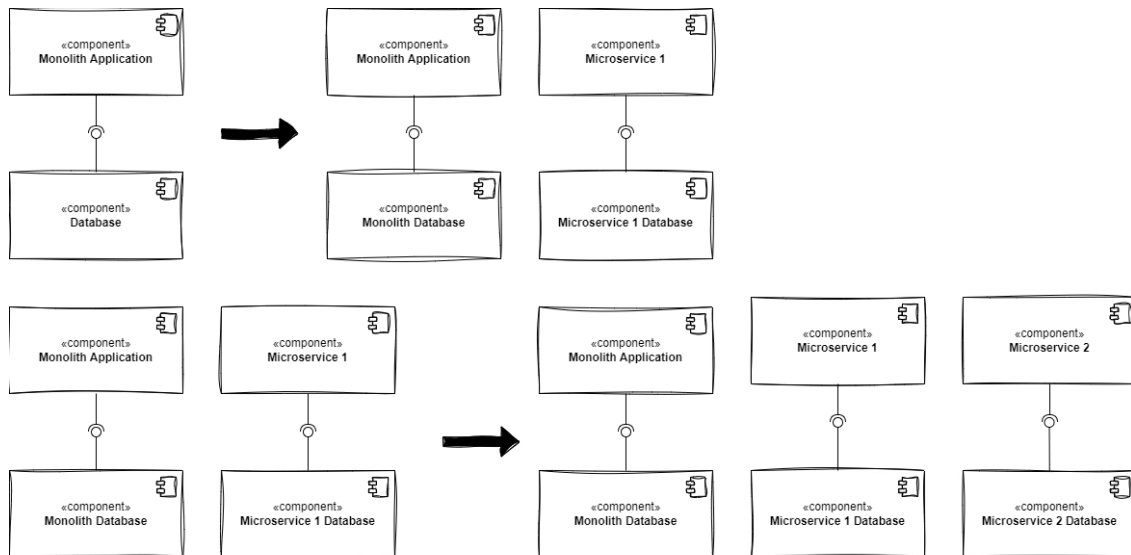 «component»
Monolith Application
«component»
Database
«component»
Monolith Application
«component»
Microservice 1
«component»
Monolith Database
«component»
Microservice 1 Database
«component»
Monolith Application
«component»
Microservice 1
«component»
Monolith Database
«component»
Microservice 1 Database
«component»
Monolith Application
«component»
Microservice 1
«component»
Microservice 2
«component»
Monolith Database
«component»
Microservice 1 Database
«component»
Microservice 2 Database